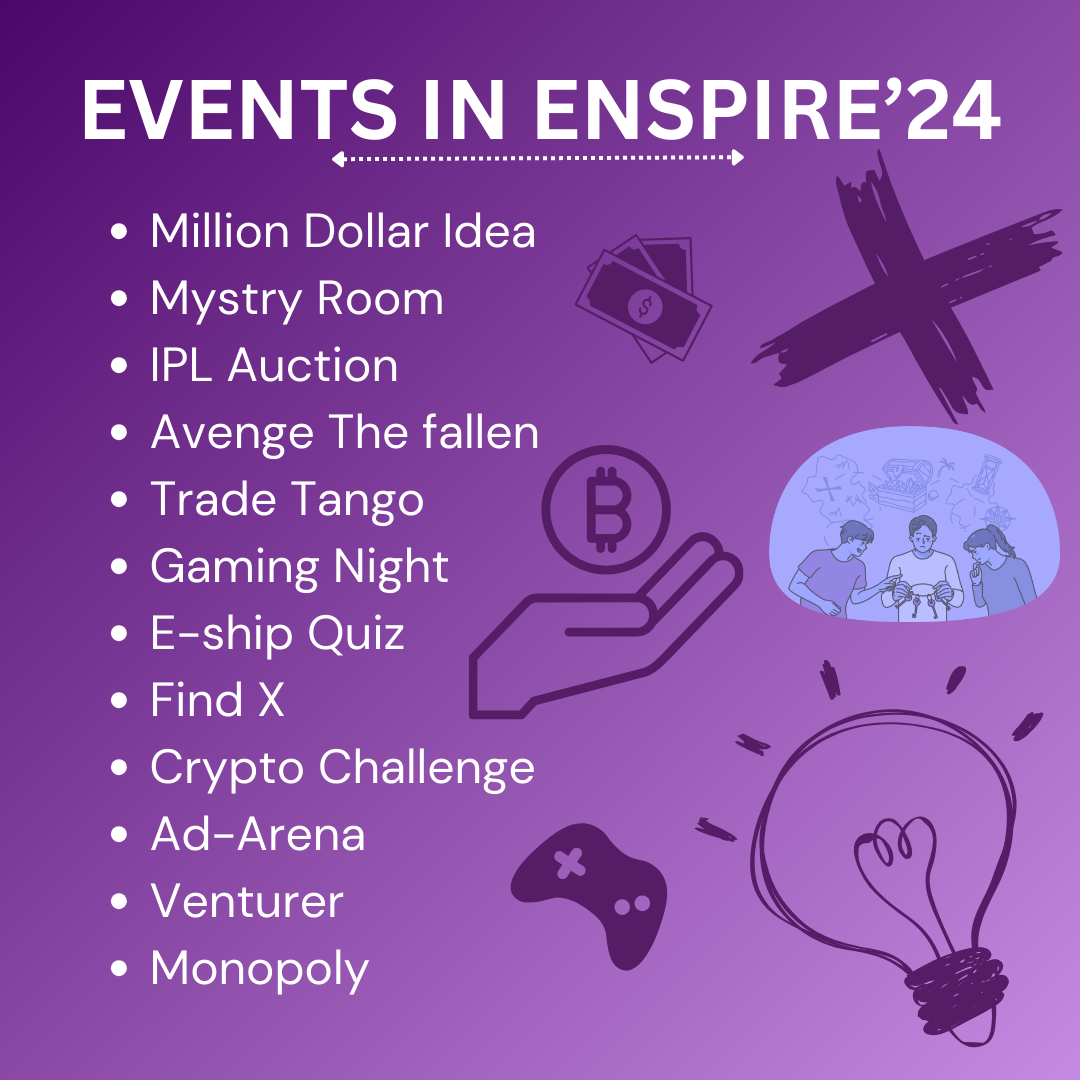 EVENTS IN ENSPIRE’24
• Million Dollar Idea
• Mystry Room
• IPL Auction
• Avenge The fallen
• Trade Tango
• Gaming Night
• E-ship Quiz
• Find X
• Crypto Challenge
• Ad-Arena
• Venturer
• Monopoly